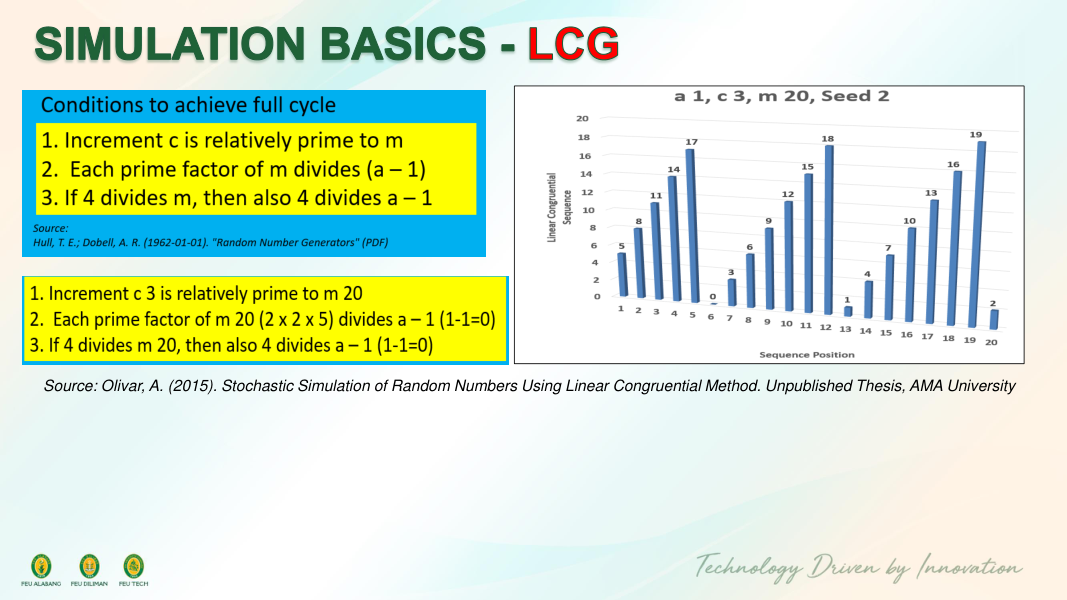 SIMULATION BASICS - LCG
Conditions to achieve full cycle
1. Increment c is relatively prime to m
2. Each prime factor of m divides (a – 1)
3. If 4 divides m, then also 4 divides a – 1
Source:
Hull, T. E.; Dobell, A. R. (1962-01-01). "Random Number Generators" (PDF)
1. Increment c 3 is relatively prime to m 20
2. Each prime factor of m 20 (2 x 2 x 5) divides a – 1 (1-1=0)
3. If 4 divides m 20, then also 4 divides a – 1 (1-1=0)
a 1, c 3, m 20, Seed 2
Linear Congruential
Sequence
20
18
16
14
12
10
8
6
4
2
0
5 8 11 14 17 0 3 6 9 12 15 18 1 4 7 10 13 16 19 2
1 2 3 4 5 6 7 8 9 10 11 12 13 14 15 16 17 18 19 20
Sequence Position
Source: Olivar, A. (2015). Stochastic Simulation of Random Numbers Using Linear Congruential Method. Unpublished Thesis, AMA University
FEU ALABANG FEU DILIMAN FEU TECH
Technology Driven by Innovation